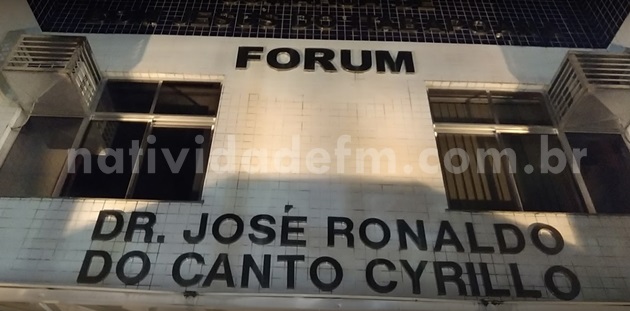 FORUM
natividadefm.com.br
DR. JOSÉ RONALDO
DO CANTO CYRILLO